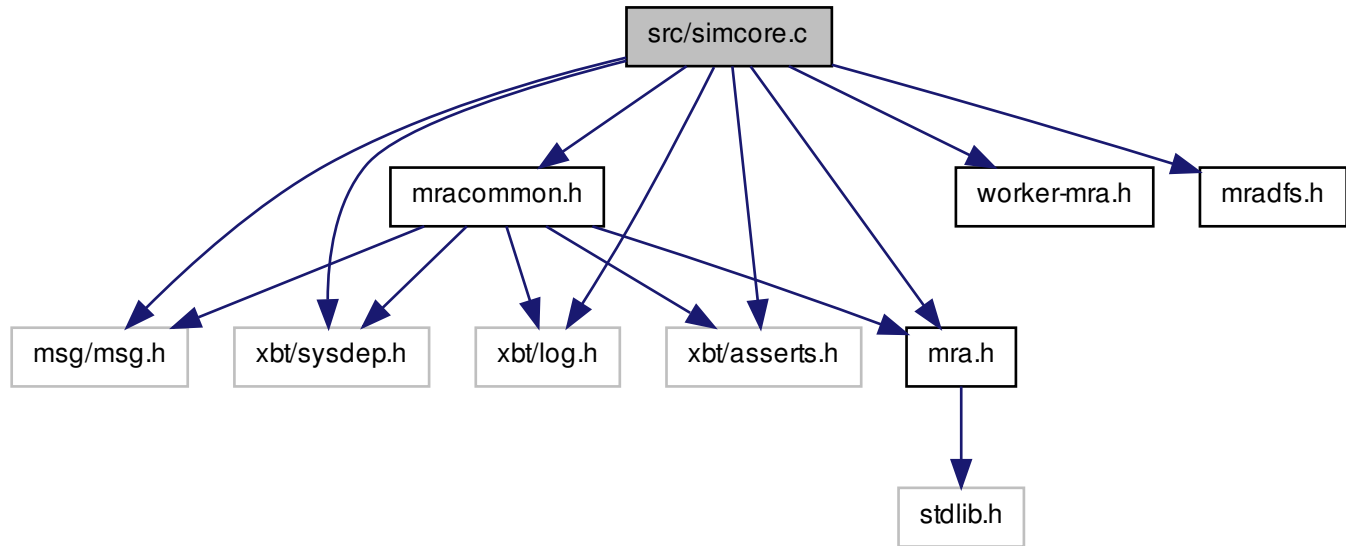 src/simcore.c
mracommon.h
worker-mra.h
mradfs.h
msg/msg.h
xbt/sysdep.h
xbt/log.h
xbt/asserts.h
mra.h
stdlib.h